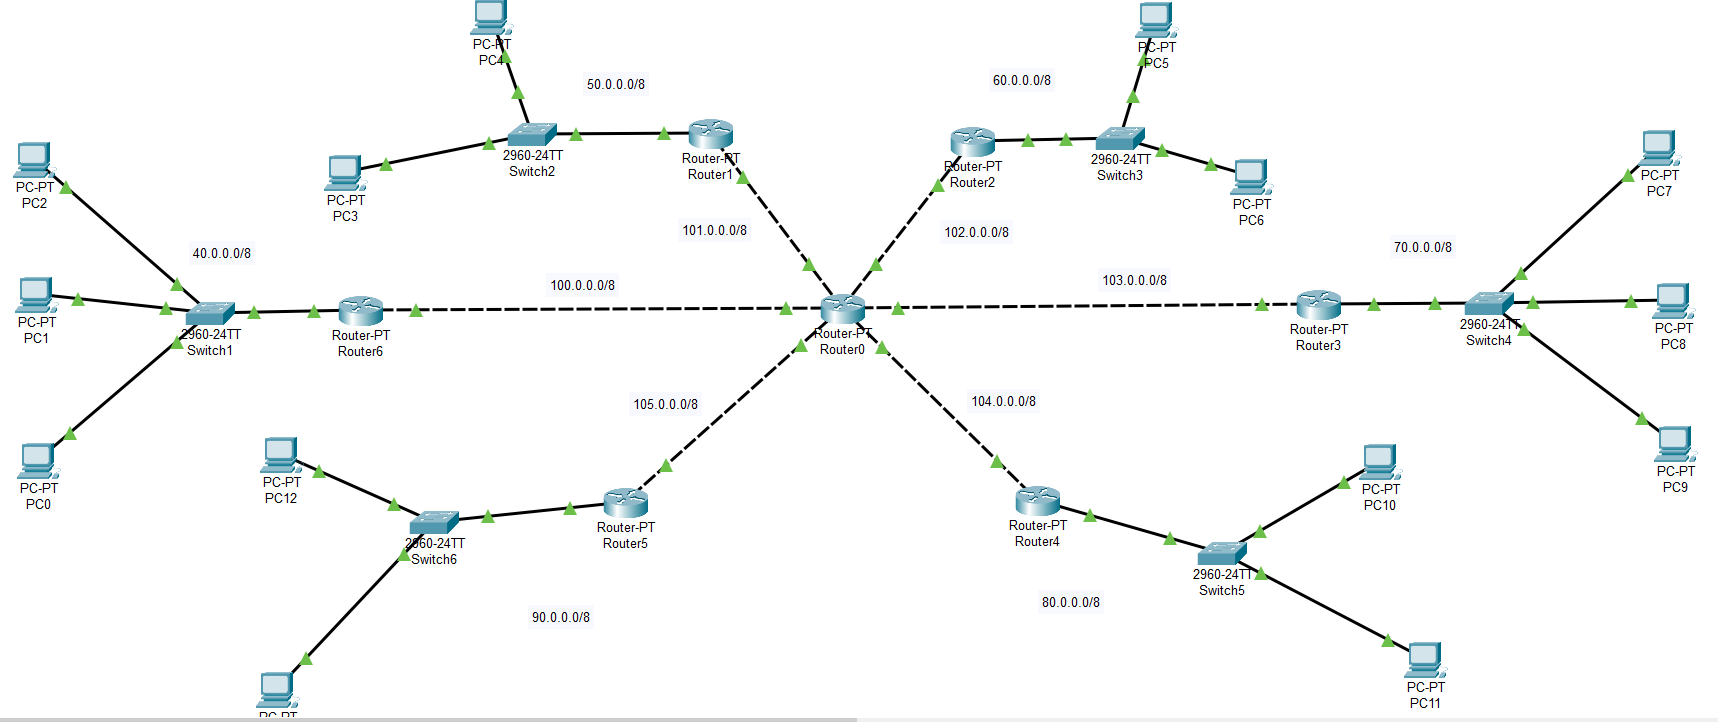 PC-PT
PC4
PC-PT
PC5
50.0.0.0/8
60.0.0.0/8
2960-24TT
Switch2
Router-PT
Router1
Router-PT
Router2
2960-24TT
Switch3
PC-PT
PC2
PC-PT
PC3
PC-PT
PC6
PC-PT
PC7
101.0.0.0/8
102.0.0.0/8
40.0.0.0/8
70.0.0.0/8
100.0.0.0/8
103.0.0.0/8
PC-PT
PC1
2960-24TT
Switch1
Router-PT
Router6
Router-PT
Router0
Router-PT
Router3
2960-24TT
Switch4
PC-PT
PC8
105.0.0.0/8
104.0.0.0/8
PC-PT
PC0
PC-PT
PC12
PC-PT
PC10
PC-PT
PC9
2960-24TT
Switch6
Router-PT
Router5
Router-PT
Router4
2960-24TT
Switch5
90.0.0.0/8
80.0.0.0/8
PC-PT
PC11
PC-PT